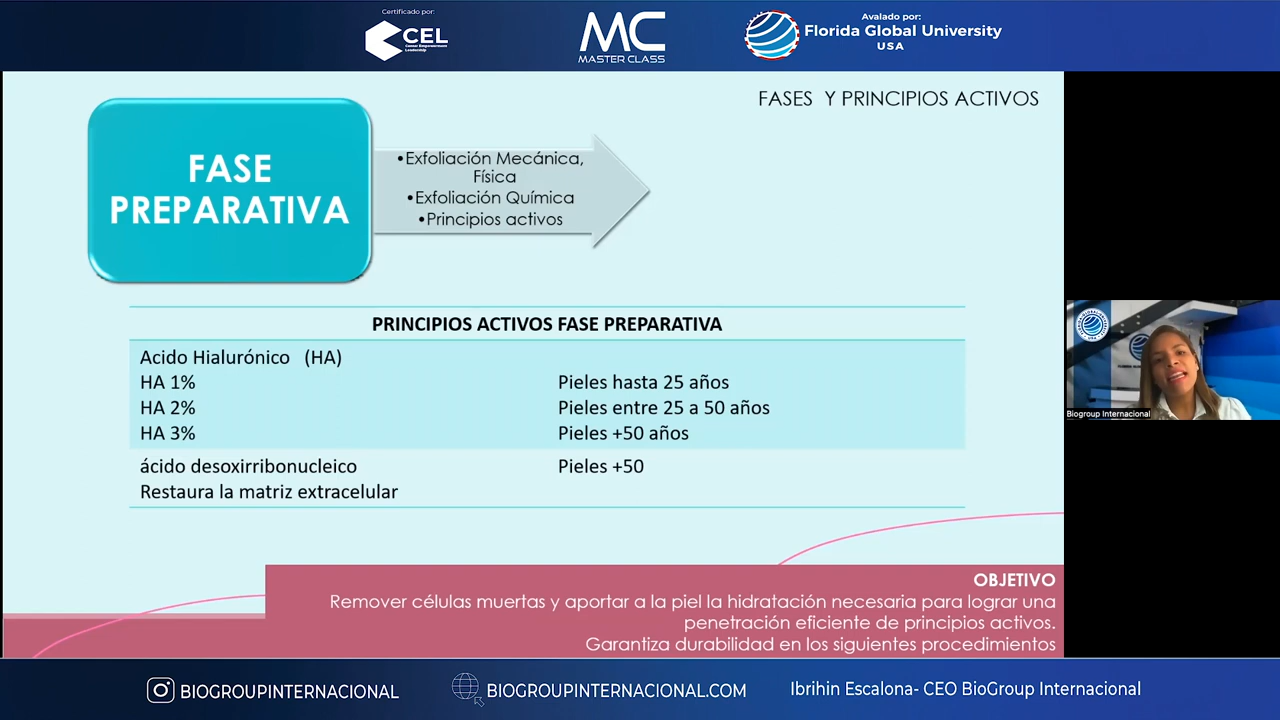 Certificado por:
CEL
Career Empowerment
Leadership
MC
MASTER CLASS
Avalado por:
Florida Global University
USA
FASES Y PRINCIPIOS ACTIVOS
FASE
PREPARATIVA
•Exfoliación Mecánica,
Física
•Exfoliación Química
•Principios activos
PRINCIPIOS ACTIVOS FASE PREPARATIVA
Acido Hialurónico (HA)
HA 1% Pieles hasta 25 años
HA 2% Pieles entre 25 a 50 años
HA 3% Pieles +50 años
ácido desoxirribonucleico Pieles +50
Restaura la matriz extracelular
OBJETIVO
Remover células muertas y aportar a la piel la hidratación necesaria para lograr una
penetración eficiente de principios activos.
Garantiza durabilidad en los siguientes procedimientos
Biogroup Internacional
BIOGROUPINTERNACIONAL
BIOGROUPINTERNACIONAL.COM
Ibrihin Escalona- CEO BioGroup Internacional